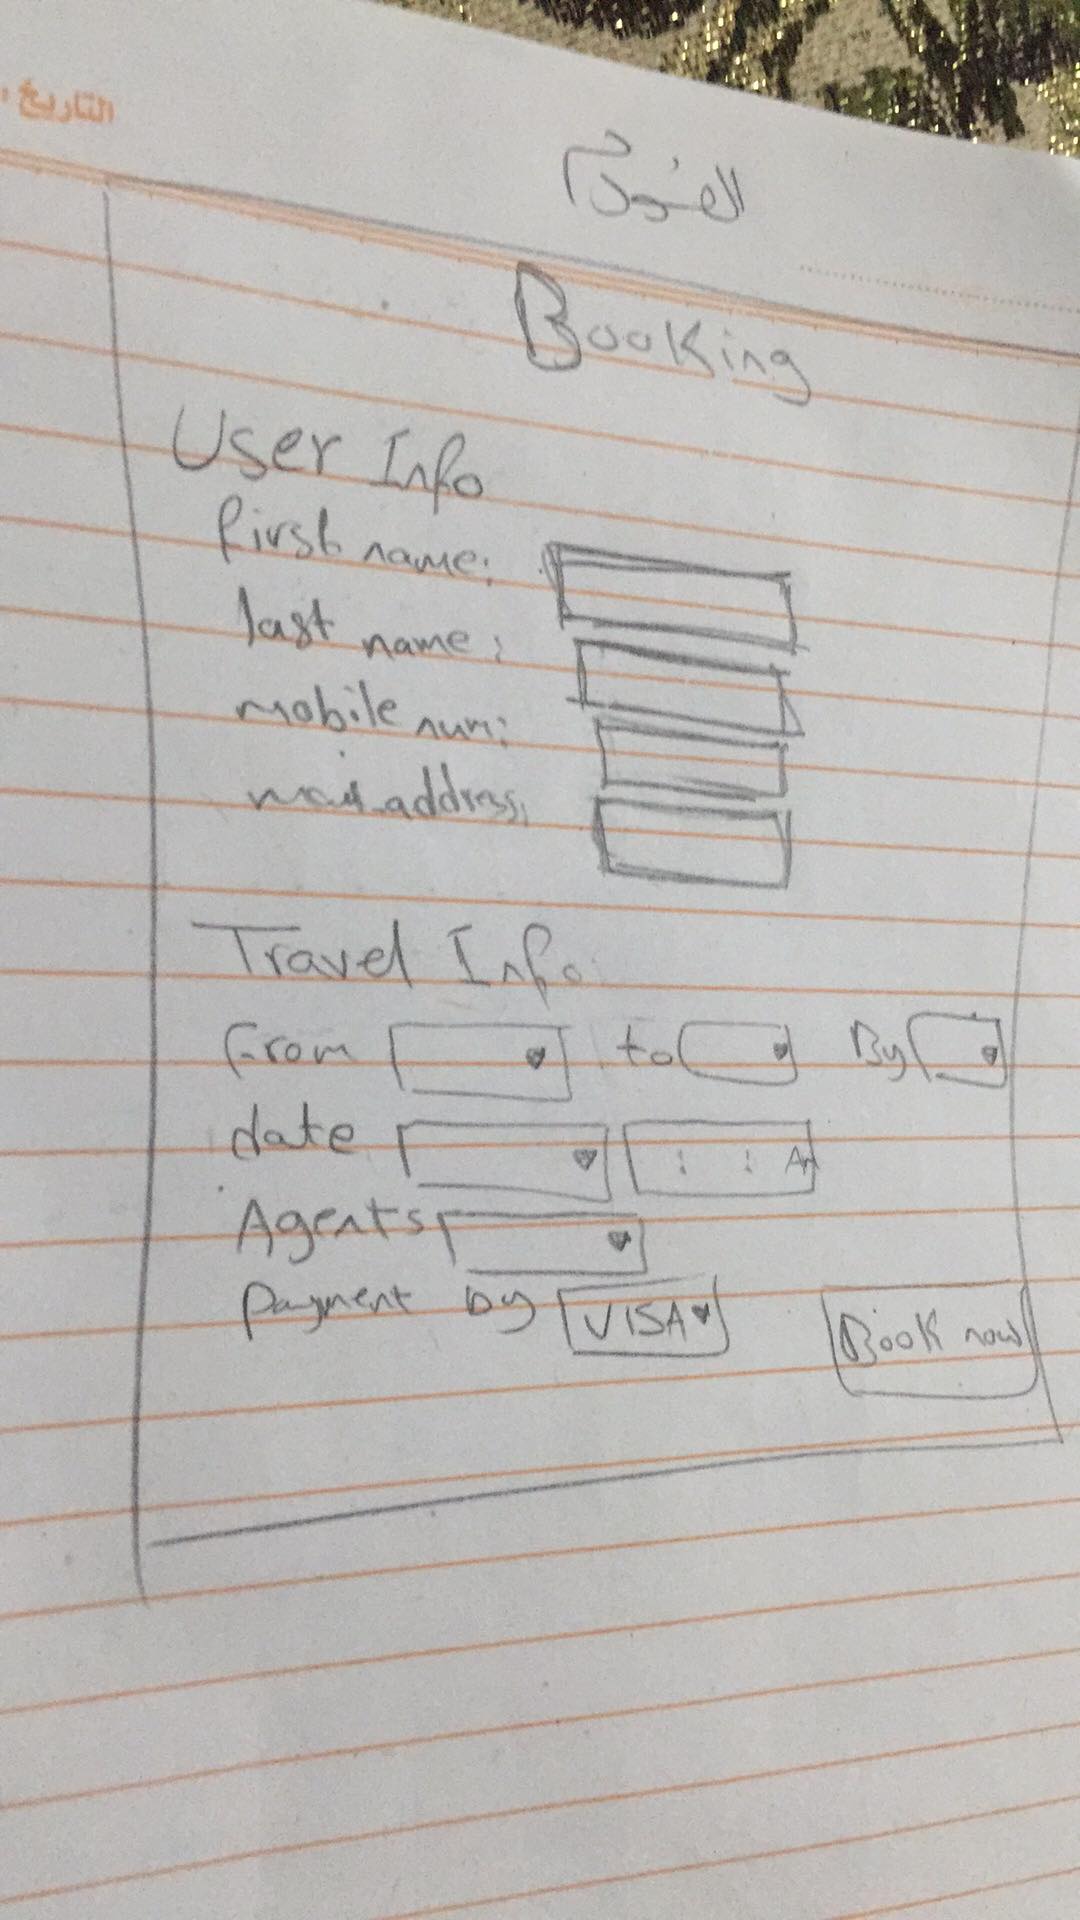 التاريخ
Booking
User Info
first name:
last name:
mobile num:
mail address:
Travel Info
From to By
date : : AM
Agents
payment by VISA
Book now